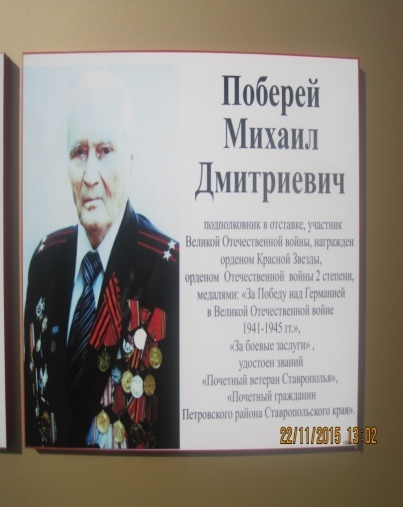 Поберей
Михаил
Дмитриевич
подполковник в отставке, участник
Великой Отечественной войны, награжден
орденом Красной Звезды,
орденом Отечественной войны 2 степени,
медалями: «За Победу над Германией
в Великой Отечественной войне
1941-1945 гг.»,
«За боевые заслуги» ,
удостоен званий
«Почетный ветеран Ставрополья»,
«Почетный гражданин
Петровского района Ставропольского края».
22/11/2015 13:02